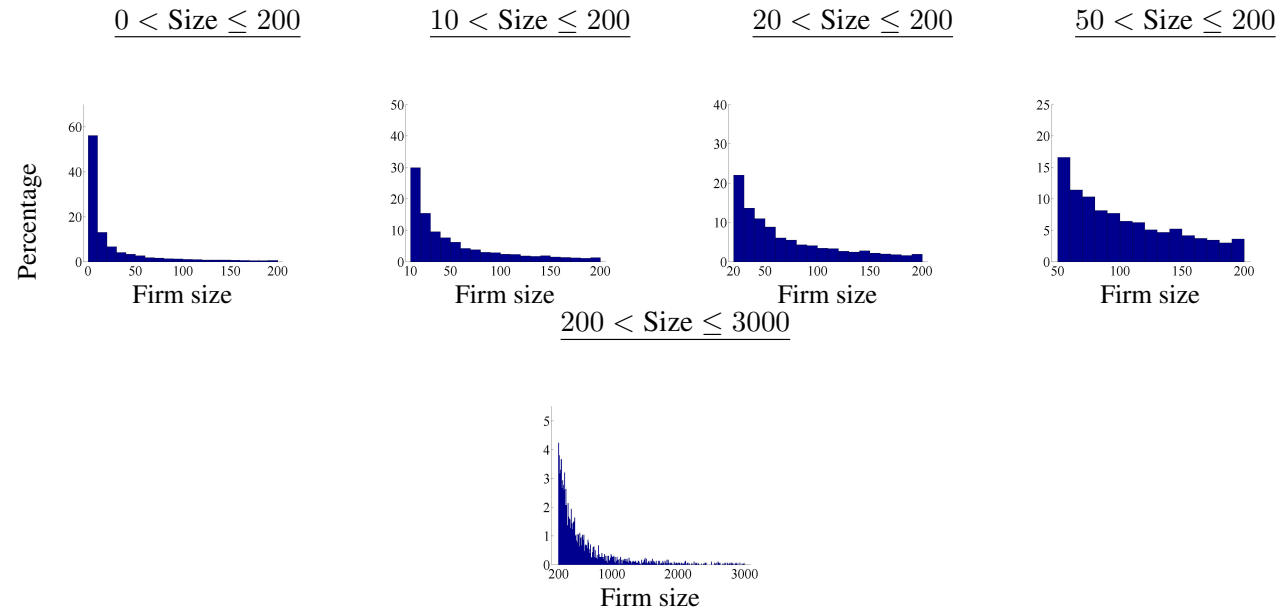 0 < Size ≤ 200
10 < Size ≤ 200
20 < Size ≤ 200
50 < Size ≤ 200
Percentage
60
40
20
0
0 50 100 150 200
Firm size
50
40
30
20
10
0
10 50 100 150 200
Firm size
40
30
20
10
0
20 50 100 150 200
Firm size
25
20
15
10
5
0
50 100 150 200
Firm size
200 < Size ≤ 3000
5
4
3
2
1
0
200 1000 2000 3000
Firm size